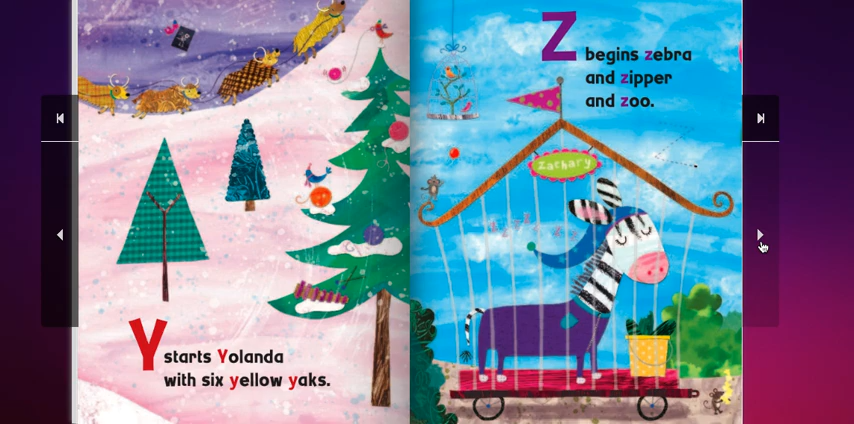 Y starts Yolanda
with six yellow yaks.
Z begins zebra
and zipper
and zoo.
Zachary